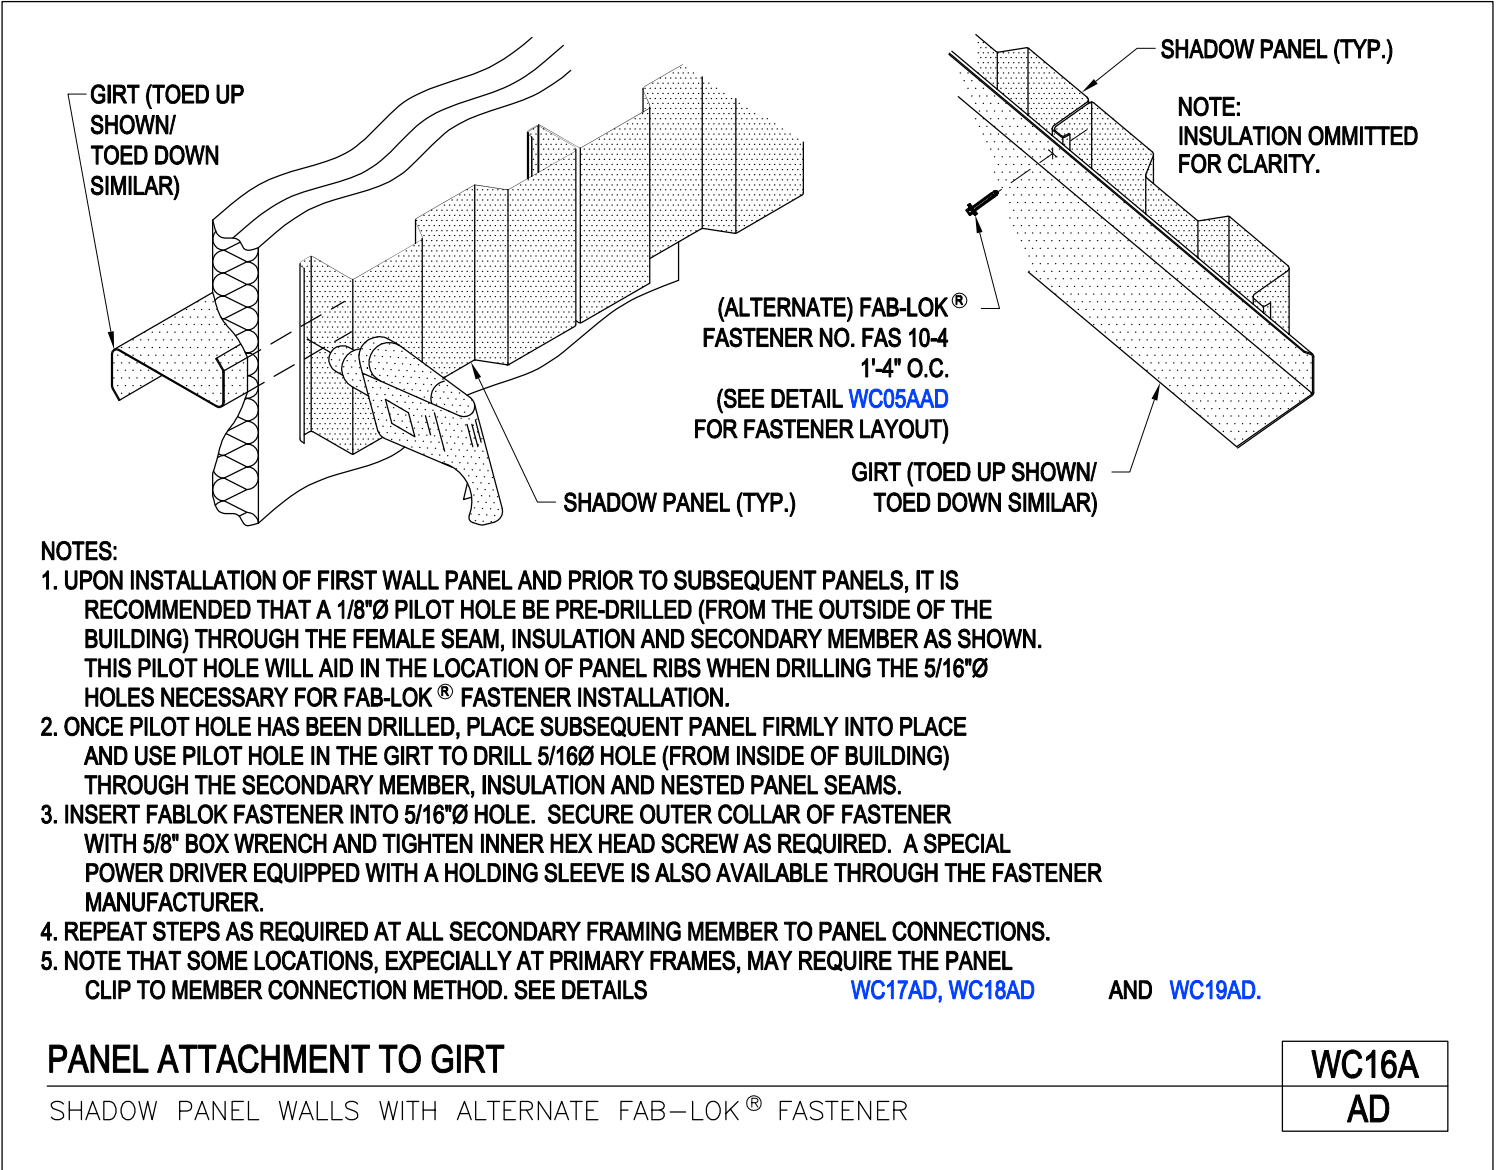 GIRT (TOED UP
SHOWN/
TOED DOWN
SIMILAR)
SHADOW PANEL (TYP.)
NOTE:
INSULATION OMMITTED
FOR CLARITY.
(ALTERNATE) FAB-LOK®
FASTENER NO. FAS 10-4
1'-4" O.C.
(SEE DETAIL WC05AAD
FOR FASTENER LAYOUT)
GIRT (TOED UP SHOWN/
TOED DOWN SIMILAR)
SHADOW PANEL (TYP.)
NOTES:
1. UPON INSTALLATION OF FIRST WALL PANEL AND PRIOR TO SUBSEQUENT PANELS, IT IS
RECOMMENDED THAT A 1/8"Ø PILOT HOLE BE PRE-DRILLED (FROM THE OUTSIDE OF THE
BUILDING) THROUGH THE FEMALE SEAM, INSULATION AND SECONDARY MEMBER AS SHOWN.
THIS PILOT HOLE WILL AID IN THE LOCATION OF PANEL RIBS WHEN DRILLING THE 5/16"Ø
HOLES NECESSARY FOR FAB-LOK® FASTENER INSTALLATION.
2. ONCE PILOT HOLE HAS BEEN DRILLED, PLACE SUBSEQUENT PANEL FIRMLY INTO PLACE
AND USE PILOT HOLE IN THE GIRT TO DRILL 5/16Ø HOLE (FROM INSIDE OF BUILDING)
THROUGH THE SECONDARY MEMBER, INSULATION AND NESTED PANEL SEAMS.
3. INSERT FABLOK FASTENER INTO 5/16"Ø HOLE. SECURE OUTER COLLAR OF FASTENER
WITH 5/8" BOX WRENCH AND TIGHTEN INNER HEX HEAD SCREW AS REQUIRED. A SPECIAL
POWER DRIVER EQUIPPED WITH A HOLDING SLEEVE IS ALSO AVAILABLE THROUGH THE FASTENER
MANUFACTURER.
4. REPEAT STEPS AS REQUIRED AT ALL SECONDARY FRAMING MEMBER TO PANEL CONNECTIONS.
5. NOTE THAT SOME LOCATIONS, EXPECIALLY AT PRIMARY FRAMES, MAY REQUIRE THE PANEL
CLIP TO MEMBER CONNECTION METHOD. SEE DETAILS WC17AD, WC18AD AND WC19AD.
PANEL ATTACHMENT TO GIRT
SHADOW PANEL WALLS WITH ALTERNATE FAB-LOK® FASTENER
WC16A
AD